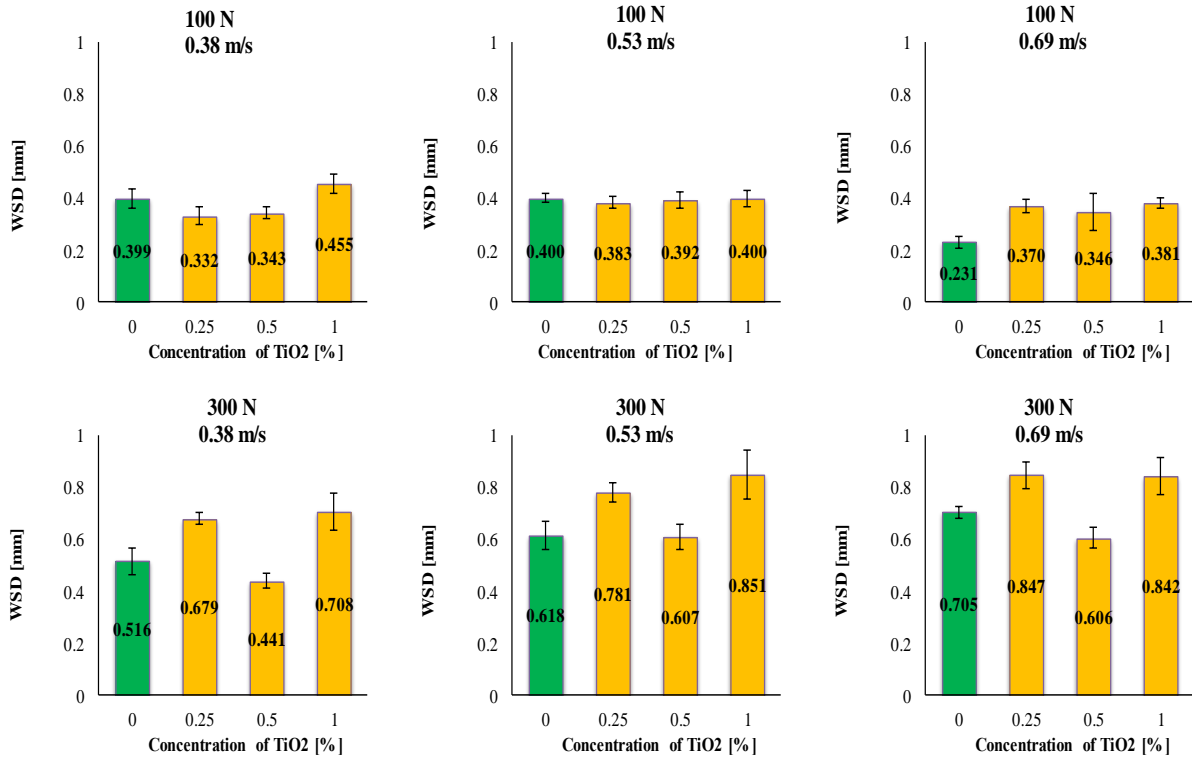 100 N
0.38 m/s
1
0.8
0.6
0.4
0.2
0
WSD [mm]
0.399
0.332
0.343
0.455
0 0.25 0.5 1
Concentration of TiO2 [%]
100 N
0.53 m/s
1
0.8
0.6
0.4
0.2
0
WSD [mm]
0.400
0.383
0.392
0.400
0 0.25 0.5 1
Concentration of TiO2 [%]
100 N
0.69 m/s
1
0.8
0.6
0.4
0.2
0
WSD [mm]
0.231
0.370
0.346
0.381
0 0.25 0.5 1
Concentration of TiO2 [%]
300 N
0.38 m/s
1
0.8
0.6
0.4
0.2
0
WSD [mm]
0.516
0.679
0.441
0.708
0 0.25 0.5 1
Concentration of TiO2 [%]
300 N
0.53 m/s
1
0.8
0.6
0.4
0.2
0
WSD [mm]
0.618
0.781
0.607
0.851
0 0.25 0.5 1
Concentration of TiO2 [%]
300 N
0.69 m/s
1
0.8
0.6
0.4
0.2
0
WSD [mm]
0.705
0.847
0.606
0.842
0 0.25 0.5 1
Concentration of TiO2 [%]